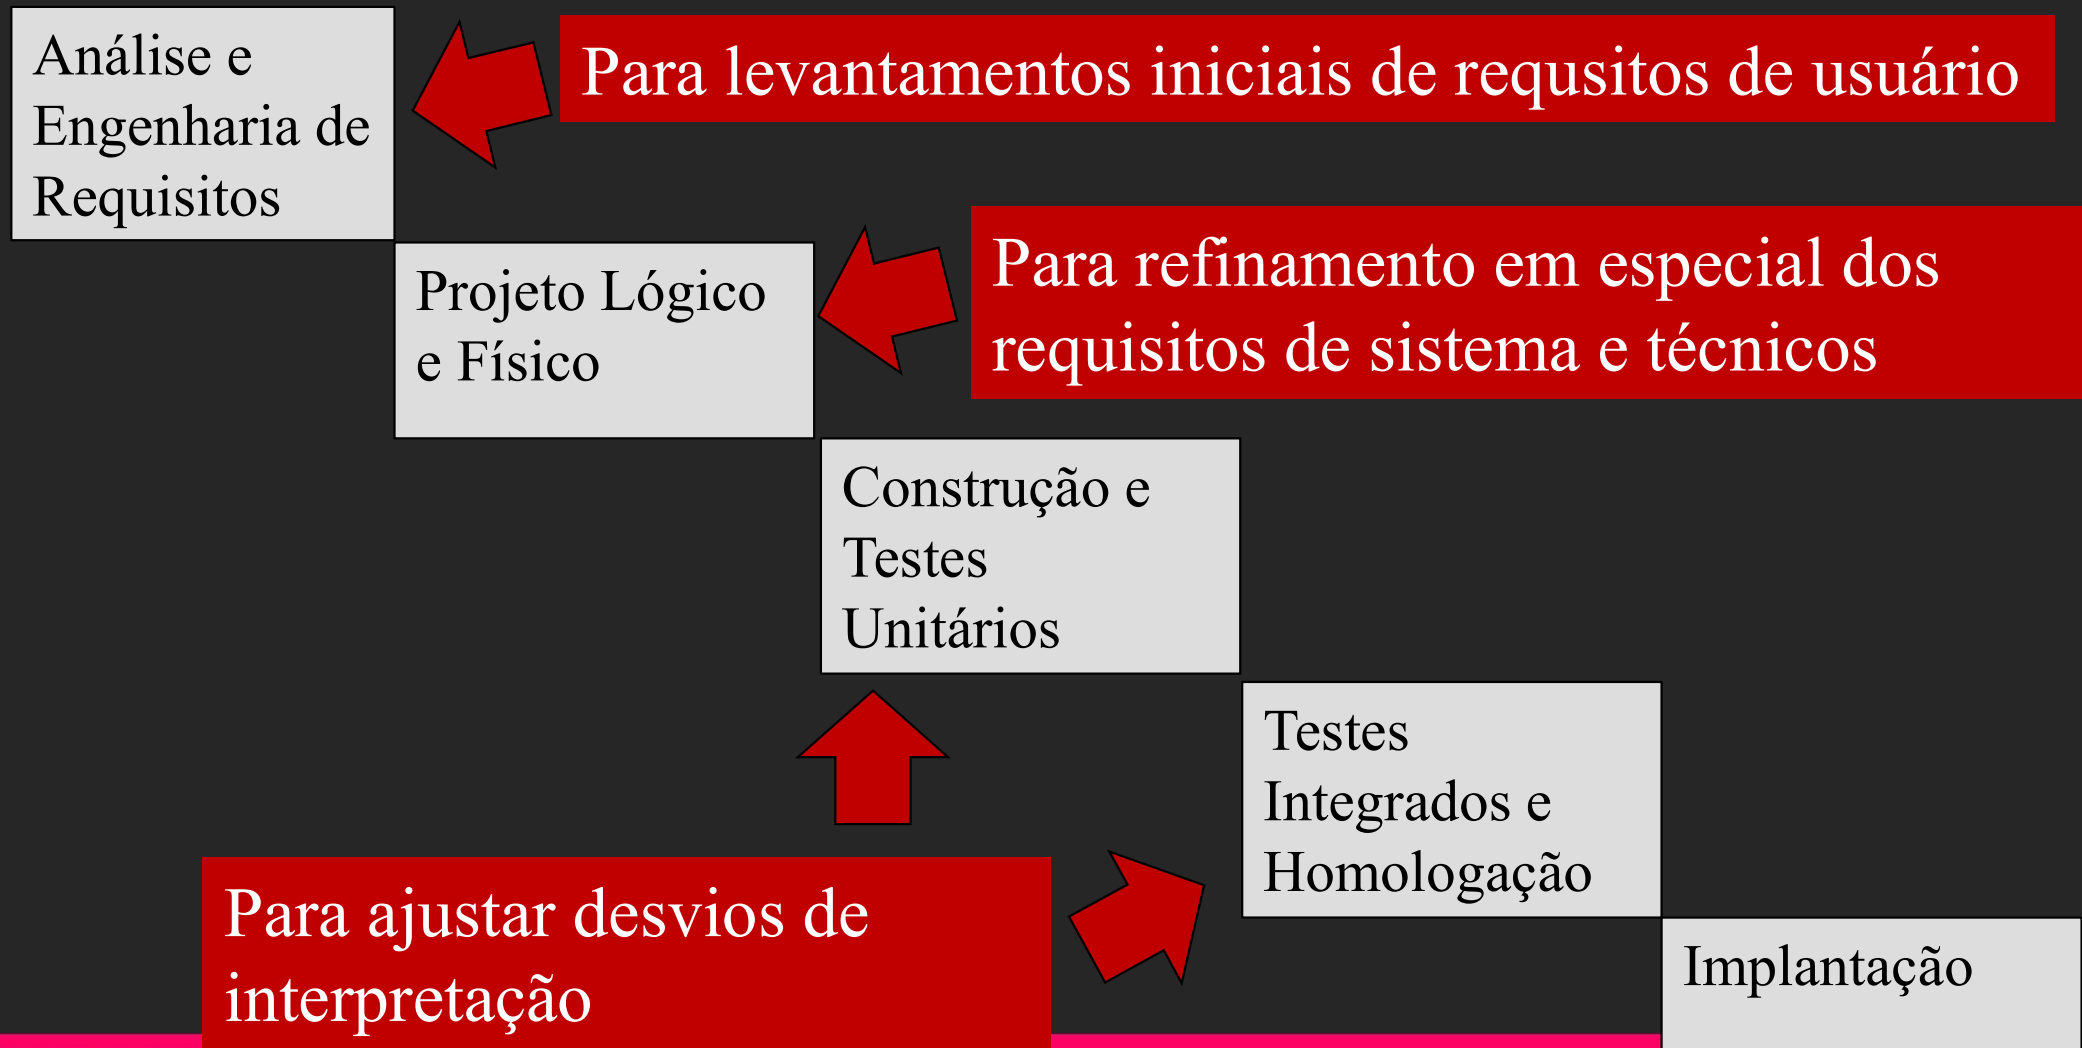 Análise e
Engenharia de
Requisitos
Para levantamentos iniciais de requsitos de usuário
Projeto Lógico
e Físico
Para refinamento em especial dos
requisitos de sistema e técnicos
Construção e
Testes
Unitários
Testes
Integrados e
Homologação
Para ajustar desvios de
interpretação
Implantação